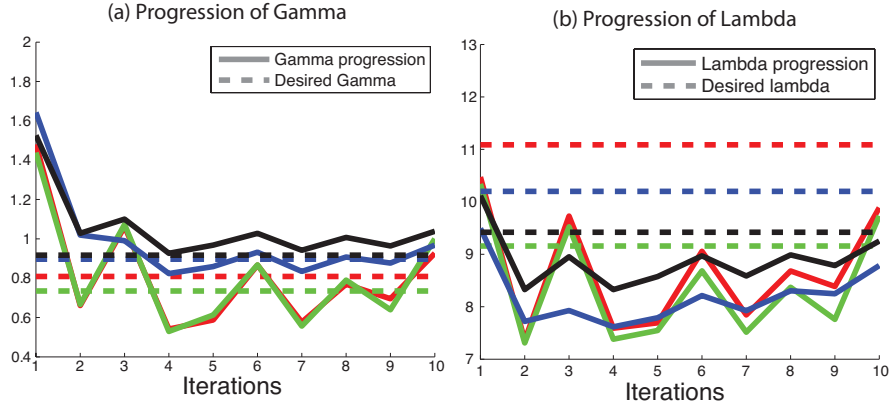 (a) Progression of Gamma
2
1.8
1.6
1.4
1.2
1
0.8
0.6
0.4
Gamma progression
Desired Gamma
1 2 3 4 5 6 7 8 9 10
Iterations
(b) Progression of Lambda
13
12
11
10
9
8
7
Lambda progression
Desired lambda
1 2 3 4 5 6 7 8 9 10
Iterations